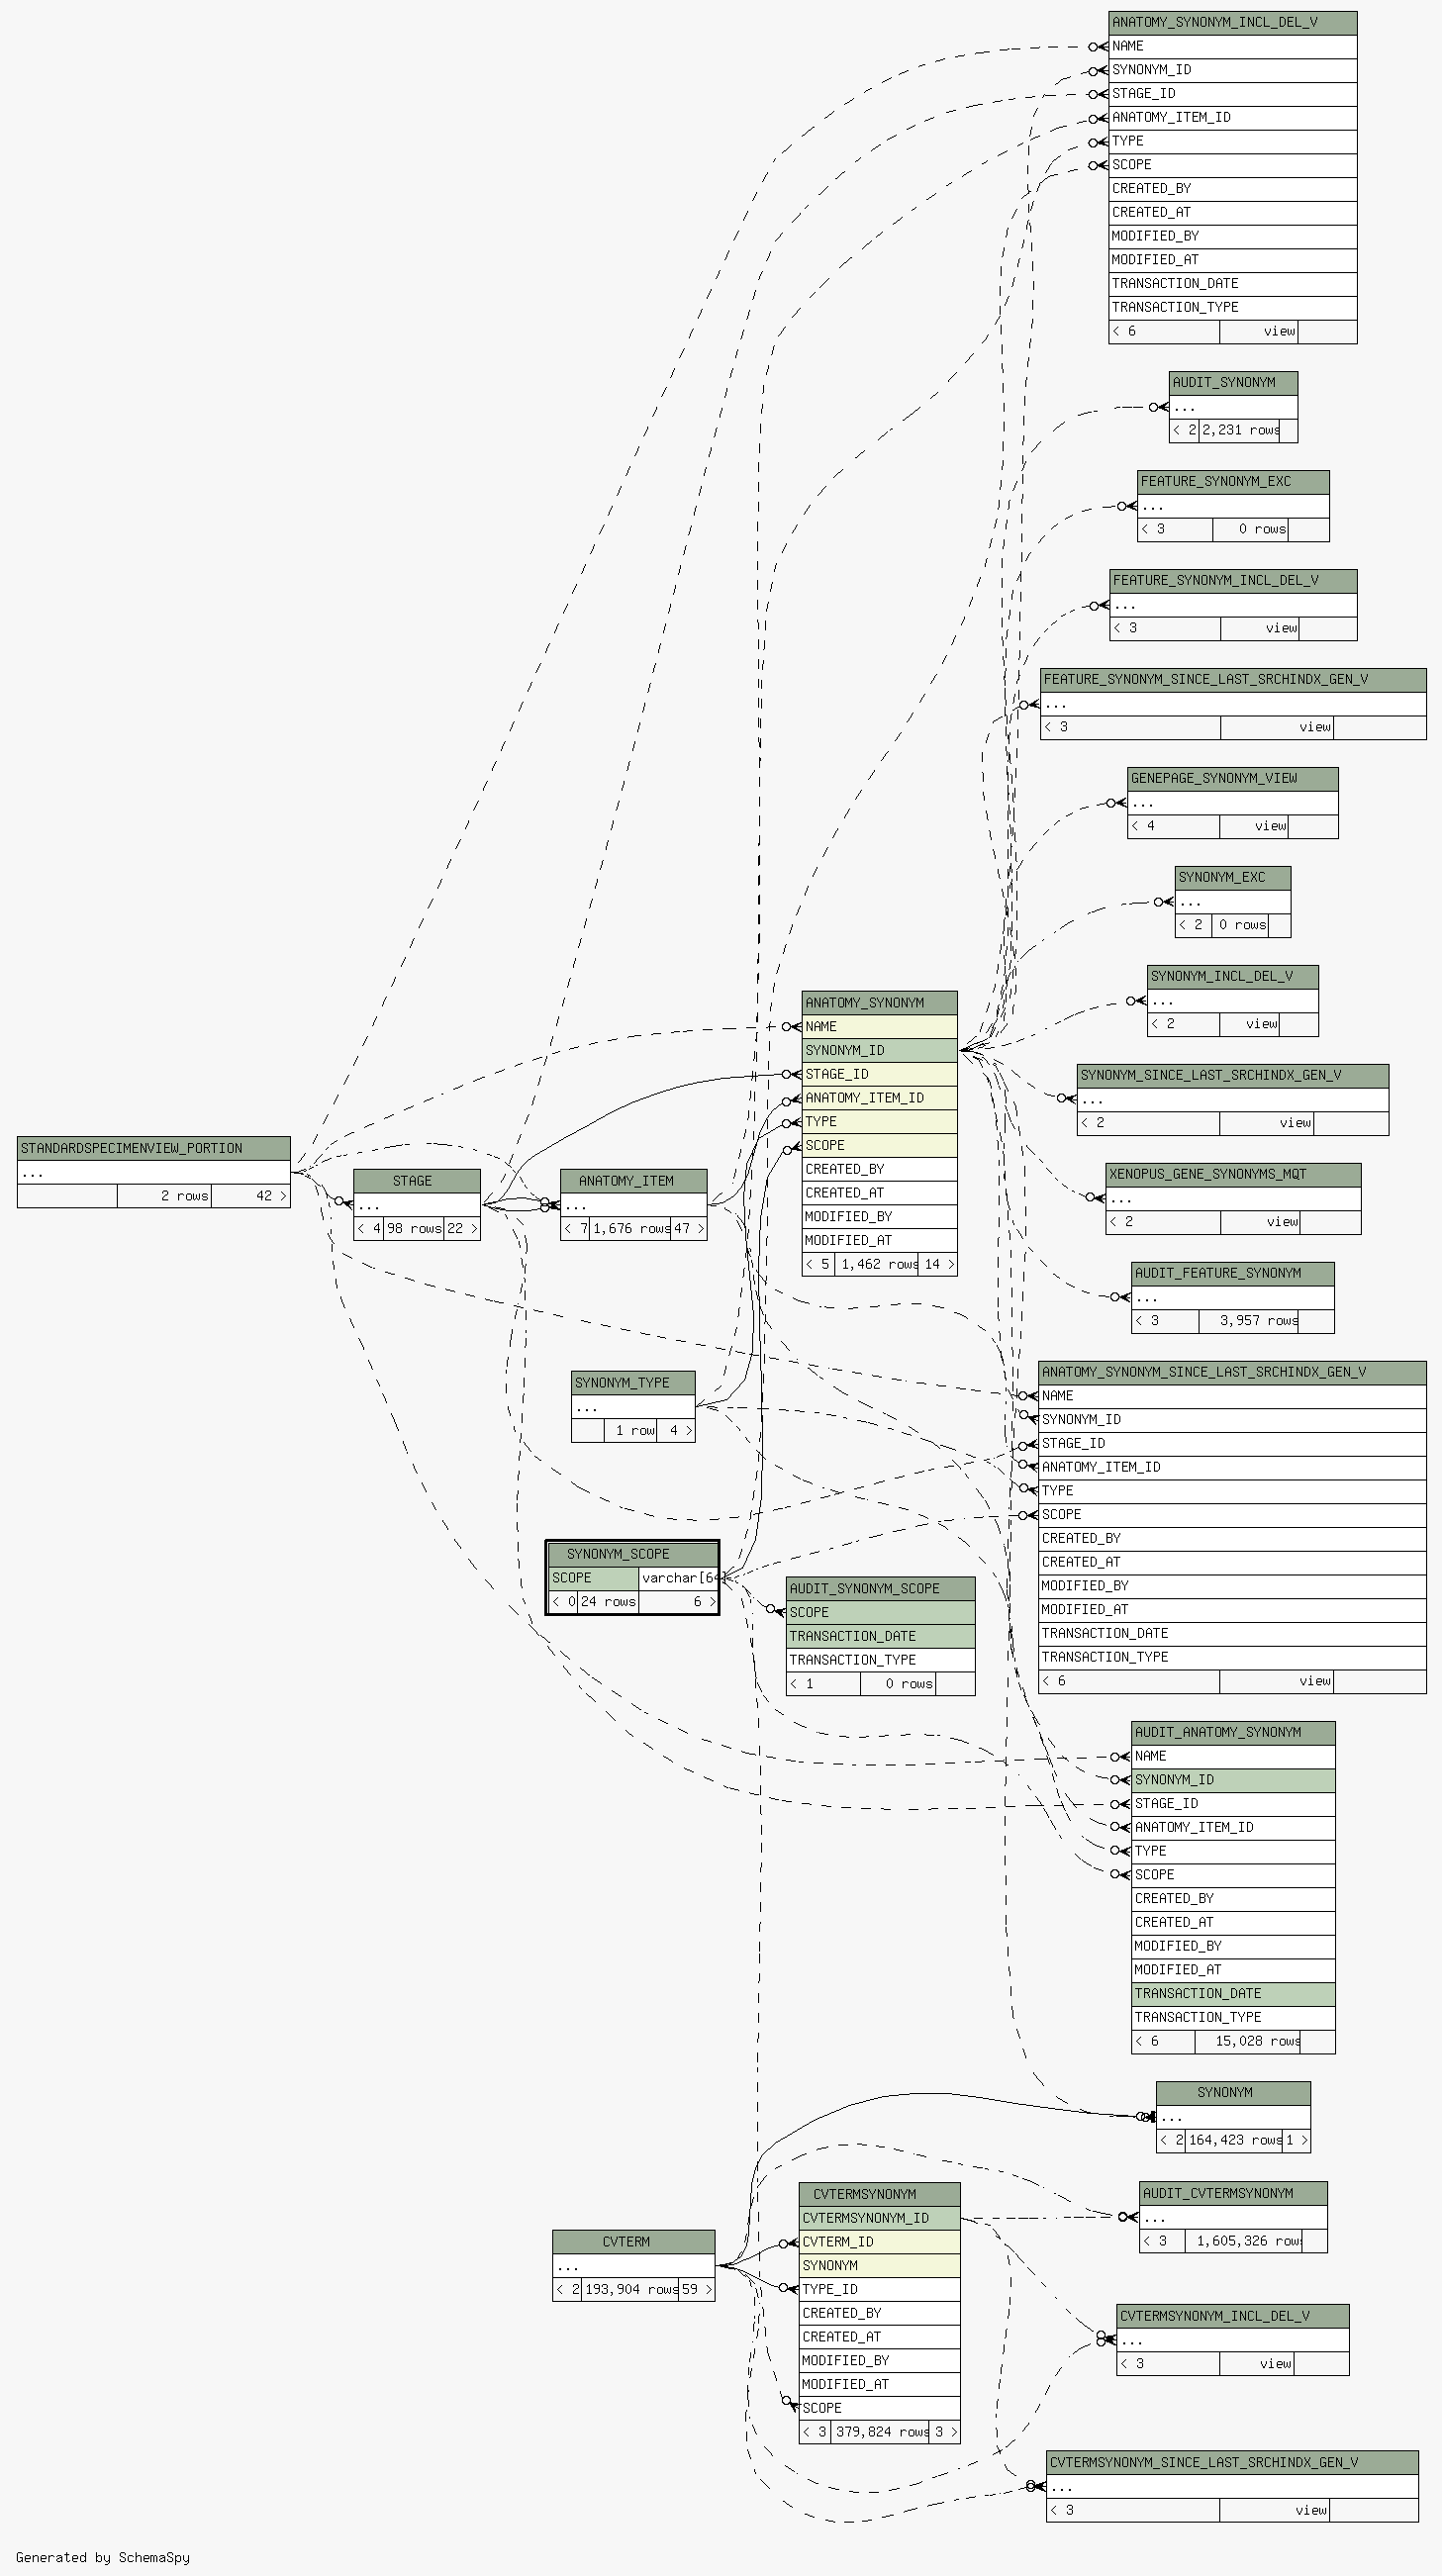 ANATOMY_SYNONYM_INCL_DEL_V
NAME
SYNONYM_ID
STAGE_ID
ANATOMY_ITEM_ID
TYPE
SCOPE
CREATED_BY
CREATED_AT
MODIFIED_BY
MODIFIED_AT
TRANSACTION_DATE
TRANSACTION_TYPE
< 6 view
AUDIT_SYNONYM
...
< 2 2,231 rows
FEATURE_SYNONYM_EXC
...
< 3 0 rows
FEATURE_SYNONYM_INCL_DEL_V
...
< 3 view
FEATURE_SYNONYM_SINCE_LAST_SRCHINDX_GEN_V
...
< 3 view
GENEPAGE_SYNONYM_VIEW
...
< 4 view
SYNONYM_EXC
...
< 2 0 rows
SYNONYM_INCL_DEL_V
...
< 2 view
SYNONYM_SINCE_LAST_SRCHINDX_GEN_V
...
< 2 view
XENOPUS_GENE_SYNONYMS_MQT
...
< 2 view
AUDIT_FEATURE_SYNONYM
...
< 3 3,957 rows
ANATOMY_SYNONYM
NAME
SYNONYM_ID
STAGE_ID
ANATOMY_ITEM_ID
TYPE
SCOPE
CREATED_BY
CREATED_AT
MODIFIED_BY
MODIFIED_AT
< 5 1,462 rows 14 >
STANDARDSPECIMENVIEW_PORTION
...
2 rows 42 >
STAGE
...
< 4 98 rows 22 >
ANATOMY_ITEM
...
< 7 1,676 rows 47 >
SYNONYM_TYPE
...
1 row 4 >
ANATOMY_SYNONYM_SINCE_LAST_SRCHINDX_GEN_V
NAME
SYNONYM_ID
STAGE_ID
ANATOMY_ITEM_ID
TYPE
SCOPE
CREATED_BY
CREATED_AT
MODIFIED_BY
MODIFIED_AT
TRANSACTION_DATE
TRANSACTION_TYPE
< 6 view
SYNONYM_SCOPE
SCOPE varchar[64]
< 0 24 rows 6 >
AUDIT_SYNONYM_SCOPE
SCOPE
TRANSACTION_DATE
TRANSACTION_TYPE
< 1 0 rows
AUDIT_ANATOMY_SYNONYM
NAME
SYNONYM_ID
STAGE_ID
ANATOMY_ITEM_ID
TYPE
SCOPE
CREATED_BY
CREATED_AT
MODIFIED_BY
MODIFIED_AT
TRANSACTION_DATE
TRANSACTION_TYPE
< 6 15,028 rows
SYNONYM
...
< 2 164,423 rows 1 >
AUDIT_CVTERMSYNONYM
...
< 3 1,605,326 rows
CVTERM
...
< 2 193,904 rows 59 >
CVTERMSYNONYM
CVTERMSYNONYM_ID
CVTERM_ID
SYNONYM
TYPE_ID
CREATED_BY
CREATED_AT
MODIFIED_BY
MODIFIED_AT
SCOPE
< 3 379,824 rows 3 >
CVTERMSYNONYM_INCL_DEL_V
...
< 3 view
CVTERMSYNONYM_SINCE_LAST_SRCHINDX_GEN_V
...
< 3 view
Generated by SchemaSpy